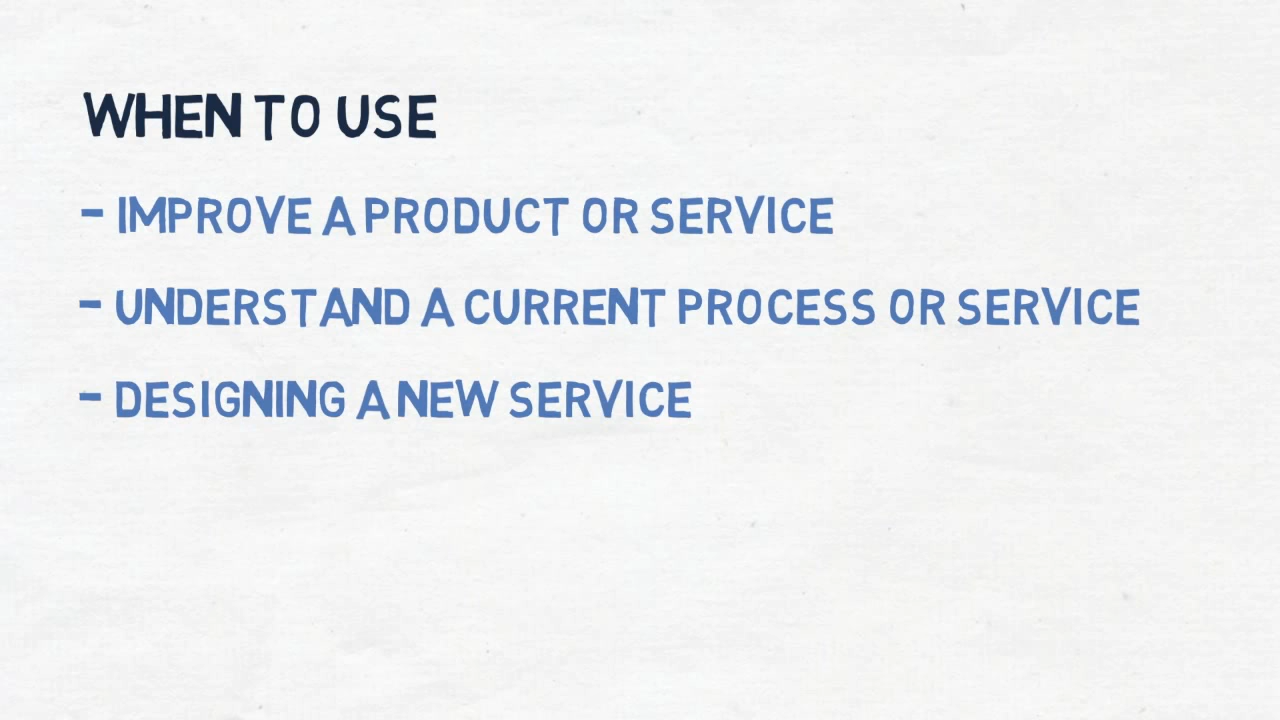 WHEN TO USE
- IMPROVE A PRODUCT OR SERVICE
- UNDERSTAND A CURRENT PROCESS OR SERVICE
- DESIGNING A NEW SERVICE